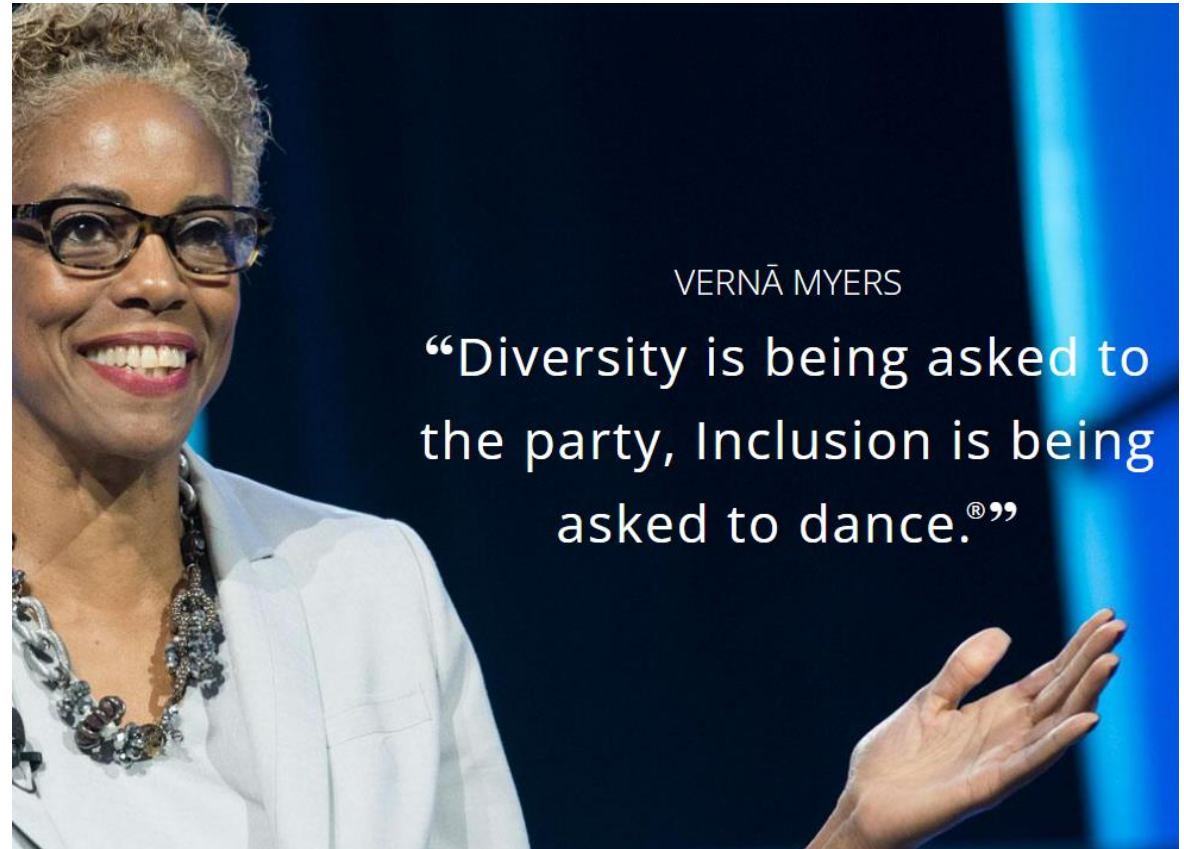 VERNĀ MYERS
“Diversity is being asked to
the party, Inclusion is being
asked to dance.®”